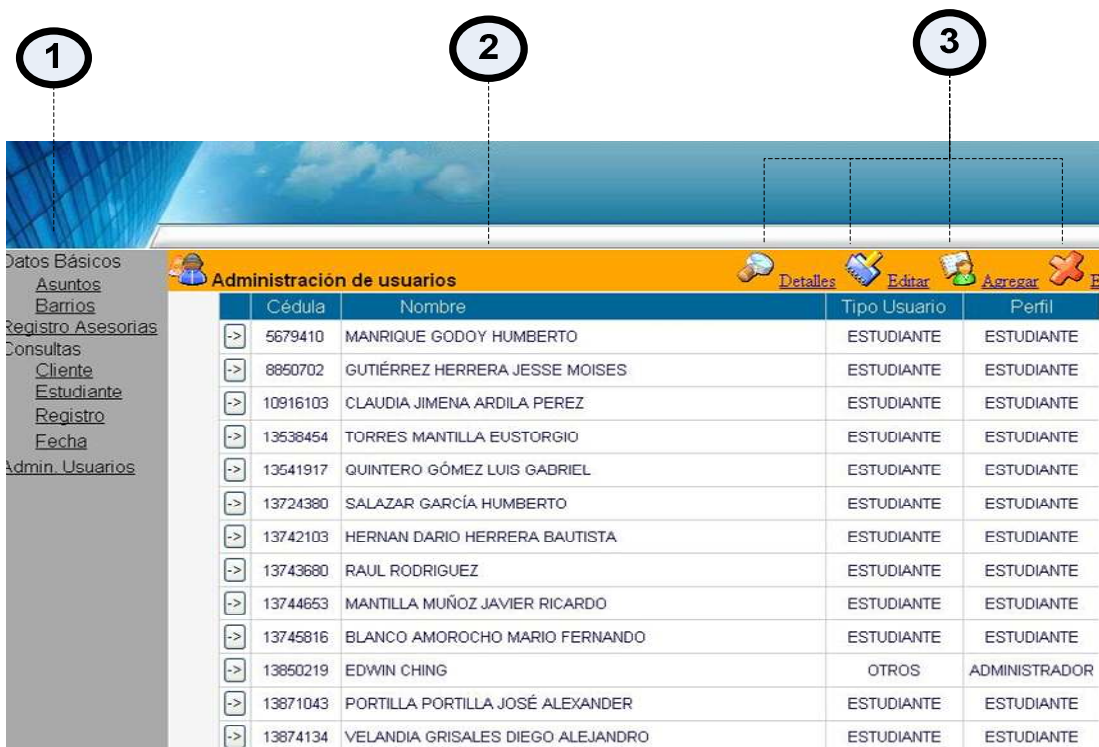 1 2 3
Datos Básicos
Asuntos
Barrios
Registro Asesorias
Consultas
Cliente
Estudiante
Registro
Fecha
Admin. Usuarios
Administración de usuarios Detalles Editar Agregar E
Cédula Nombre Tipo Usuario Perfil
-> 5679410 MANRIQUE GODOY HUMBERTO ESTUDIANTE ESTUDIANTE
-> 8850702 GUTIÉRREZ HERRERA JESSE MOISES ESTUDIANTE ESTUDIANTE
-> 10916103 CLAUDIA JIMENA ARDILA PEREZ ESTUDIANTE ESTUDIANTE
-> 13538454 TORRES MANTILLA EUSTORGIO ESTUDIANTE ESTUDIANTE
-> 13541917 QUINTERO GÓMEZ LUIS GABRIEL ESTUDIANTE ESTUDIANTE
-> 13724380 SALAZAR GARCÍA HUMBERTO ESTUDIANTE ESTUDIANTE
-> 13742103 HERNAN DARIO HERRERA BAUTISTA ESTUDIANTE ESTUDIANTE
-> 13743680 RAUL RODRIGUEZ ESTUDIANTE ESTUDIANTE
-> 13744653 MANTILLA MUÑOZ JAVIER RICARDO ESTUDIANTE ESTUDIANTE
-> 13745816 BLANCO AMOROCHO MARIO FERNANDO ESTUDIANTE ESTUDIANTE
-> 13850219 EDWIN CHING OTROS ADMINISTRADOR
-> 13871043 PORTILLA PORTILLA JOSÉ ALEXANDER ESTUDIANTE ESTUDIANTE
-> 13874134 VELANDIA GRISALES DIEGO ALEJANDRO ESTUDIANTE ESTUDIANTE